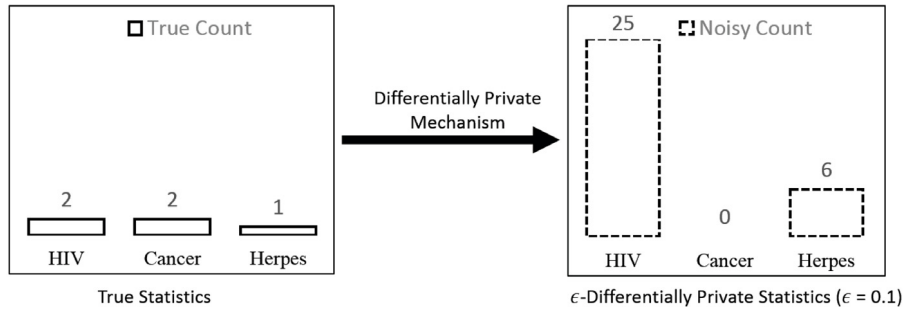 True Count
2
2
1
HIV
Cancer
Herpes
True Statistics
Differentially Private
Mechanism
25
Noisy Count
0
6
HIV
Cancer
Herpes
ϵ-Differentially Private Statistics (ϵ = 0.1)